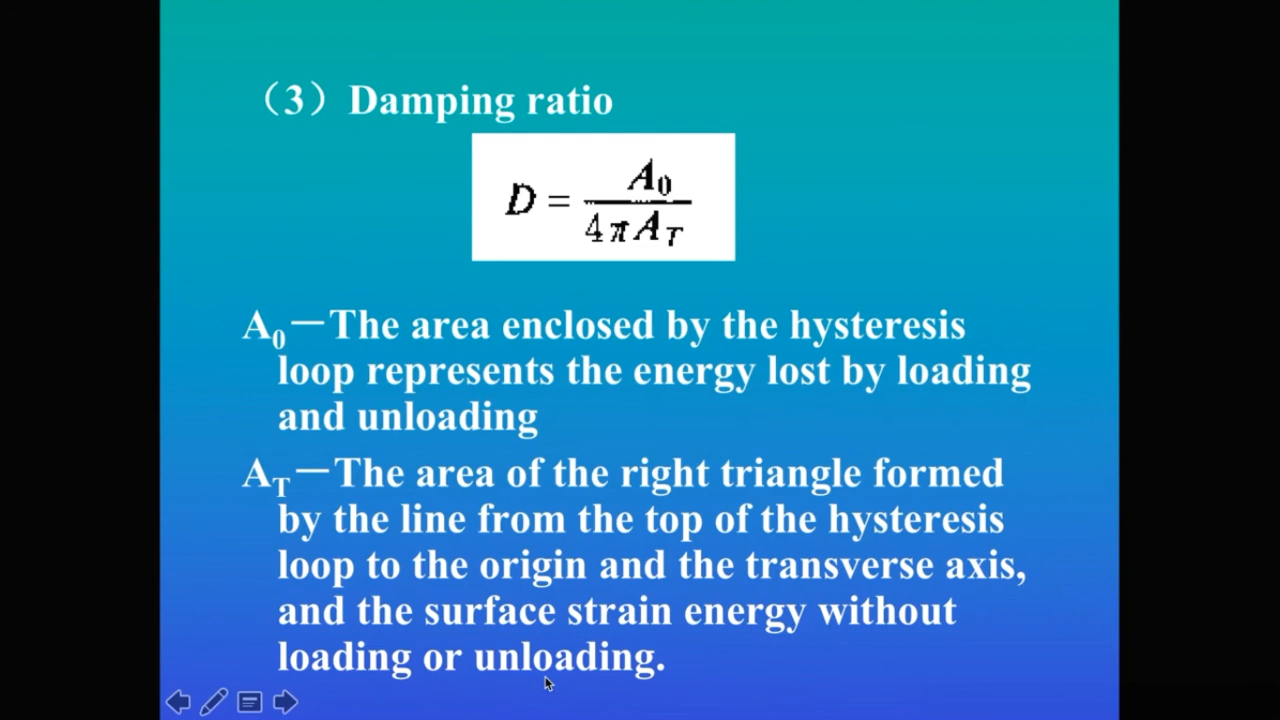 （3）Damping ratio
D = A₀ / 4πA_T
A₀－The area enclosed by the hysteresis
loop represents the energy lost by loading
and unloading
A_T－The area of the right triangle formed
by the line from the top of the hysteresis
loop to the origin and the transverse axis,
and the surface strain energy without
loading or unloading.